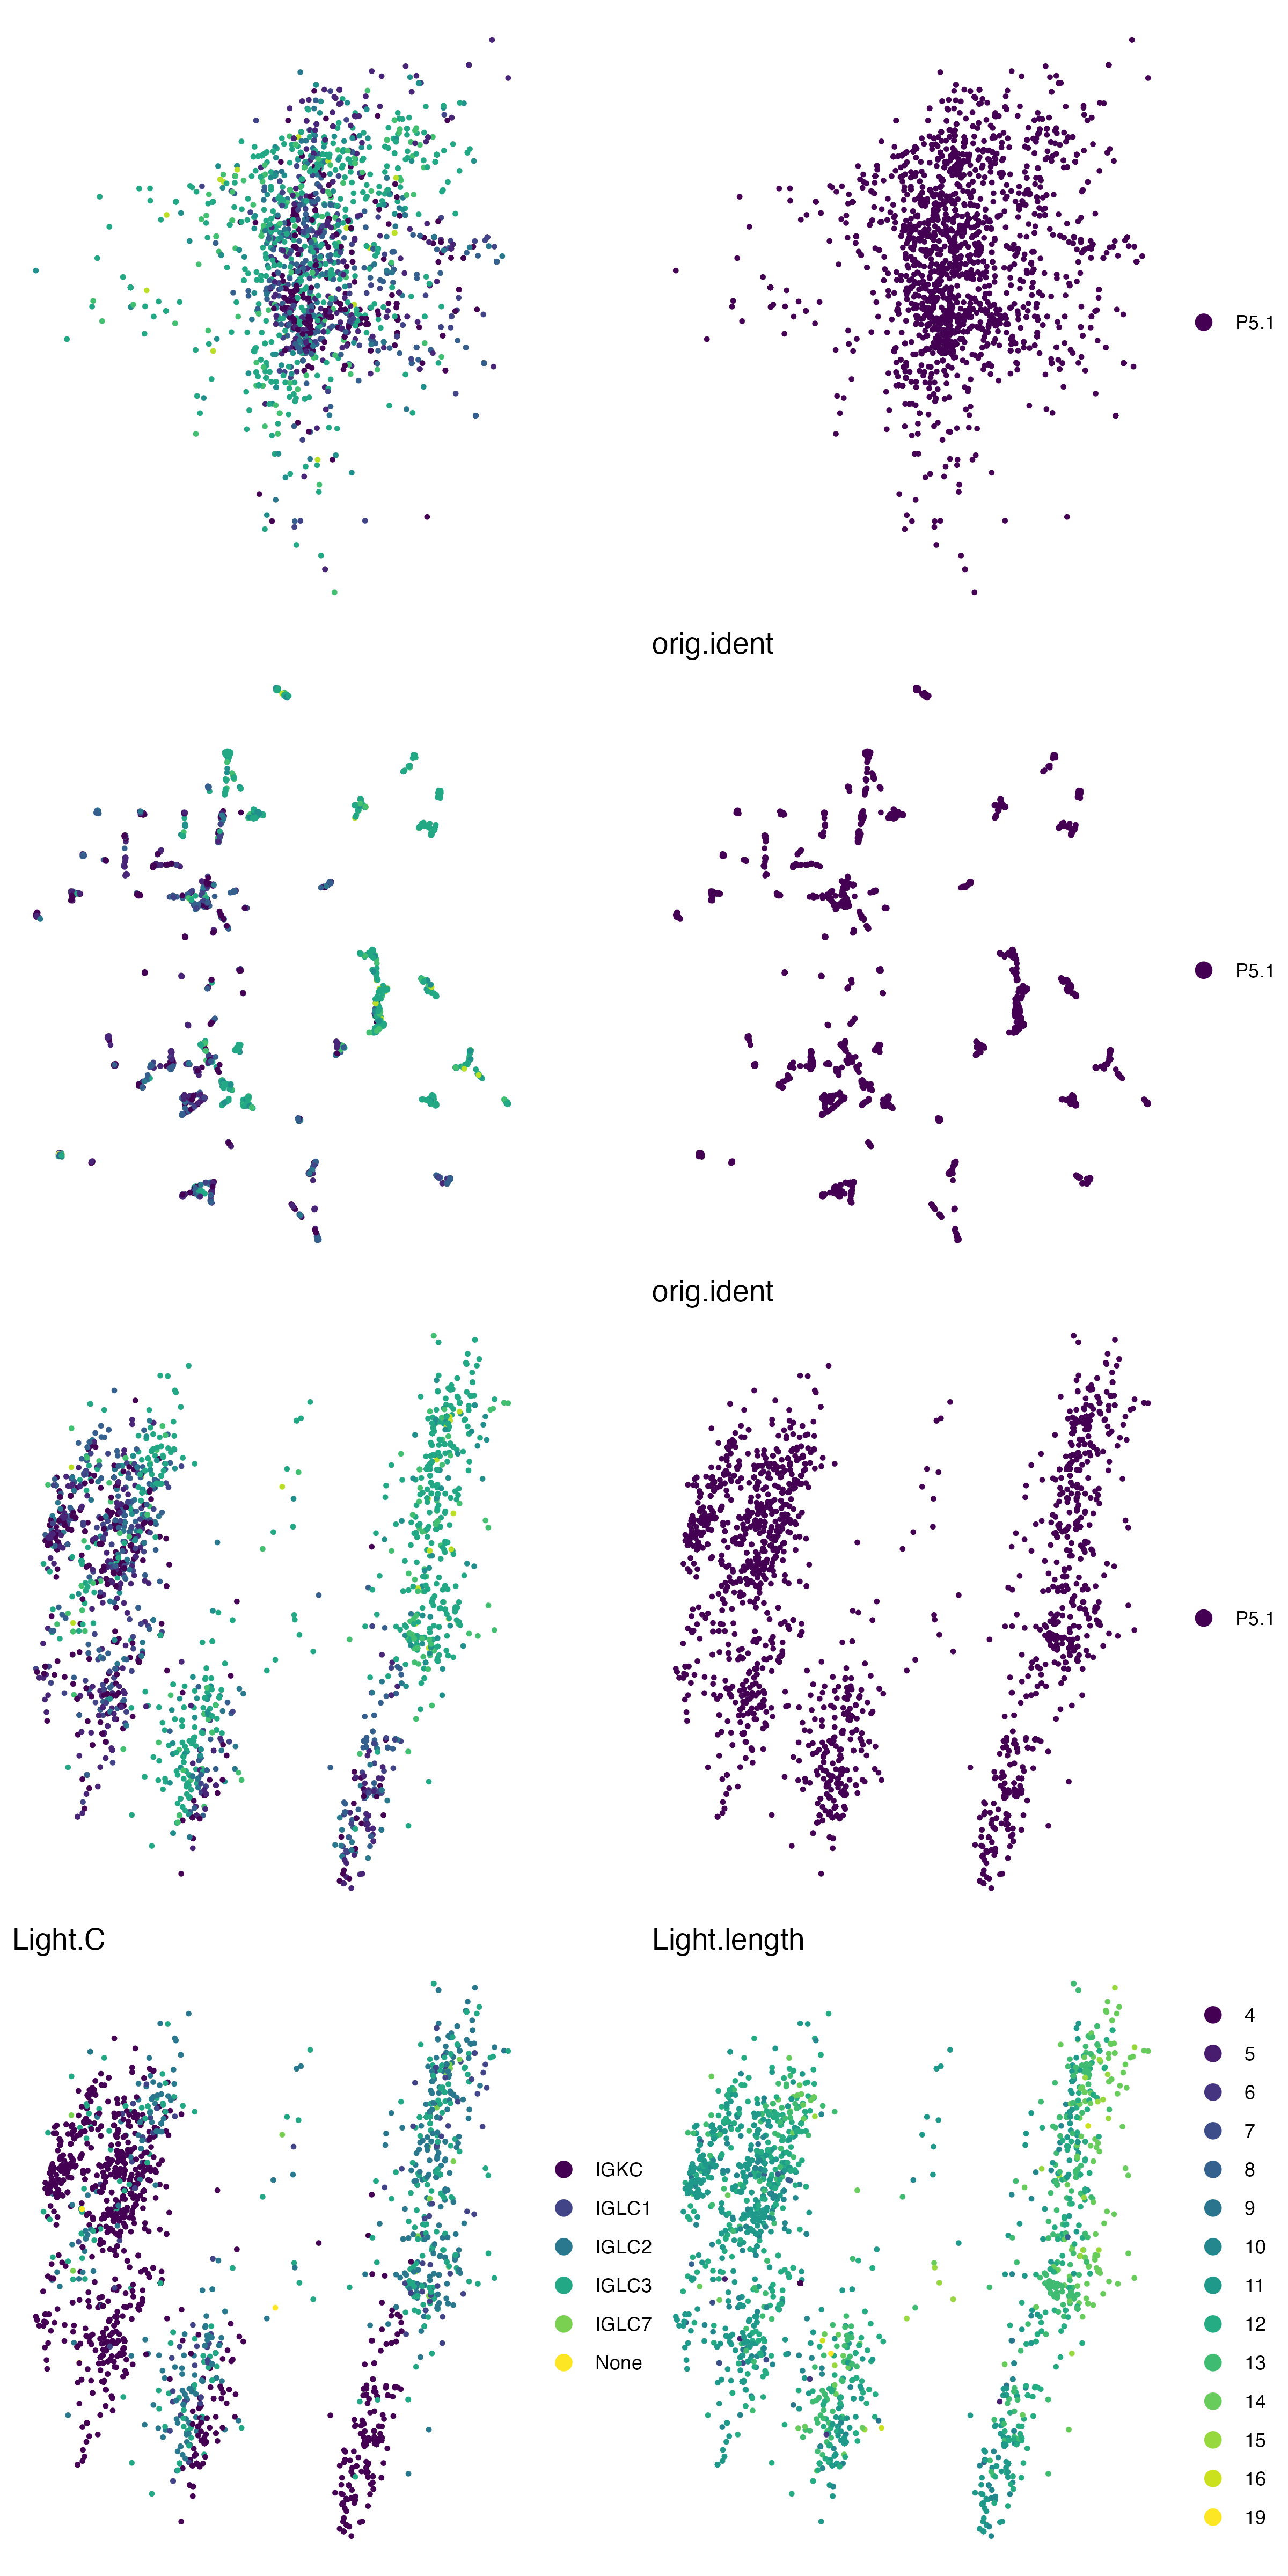 P5.1
orig.ident
P5.1
orig.ident
P5.1
Light.C
Light.length
IGKC
IGLC1
IGLC2
IGLC3
IGLC7
None
4
5
6
7
8
9
10
11
12
13
14
15
16
19